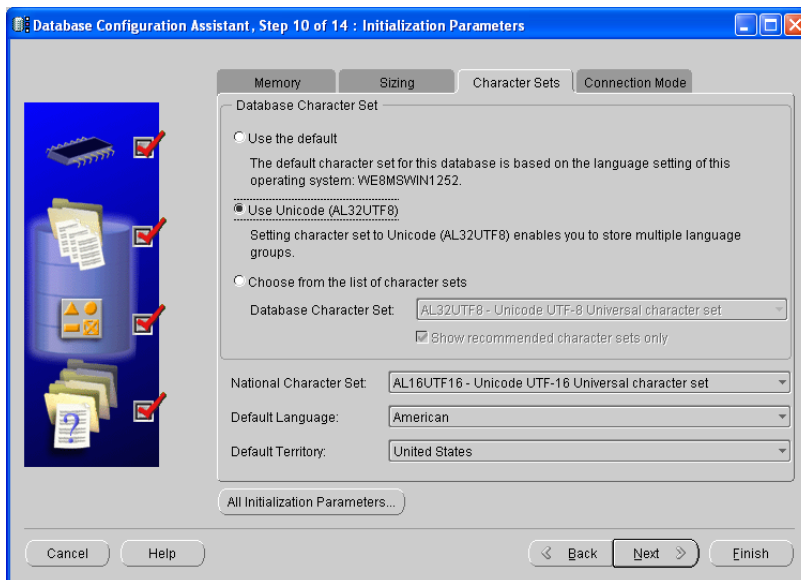 Database Configuration Assistant, Step 10 of 14 : Initialization Parameters
Memory
Sizing
Character Sets
Connection Mode
Database Character Set
Use the default
The default character set for this database is based on the language setting of this
operating system: WE8MSWIN1252.
Use Unicode (AL32UTF8)
Setting character set to Unicode (AL32UTF8) enables you to store multiple language
groups.
Choose from the list of character sets
Database Character Set: AL32UTF8 - Unicode UTF-8 Universal character set
Show recommended character sets only
National Character Set: AL16UTF16 - Unicode UTF-16 Universal character set
Default Language: American
Default Territory: United States
?
All Initialization Parameters...
Cancel
Help
Back
Next
Finish